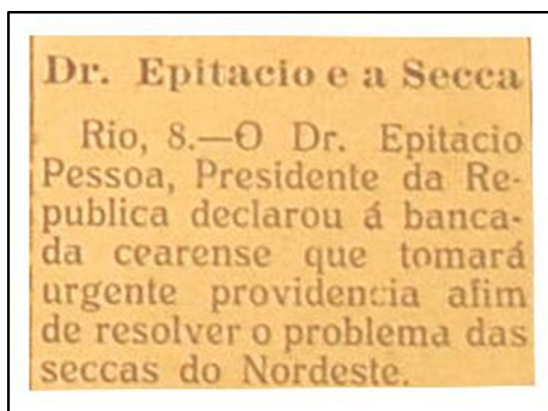 Dr. Epitacio e a Secca
Rio, 8.—O Dr. Epitacio
Pessoa, Presidente da Re-
publica declarou á banca-
da cearense que tomará
urgente providencia afim
de resolver o problema das
seccas do Nordeste.